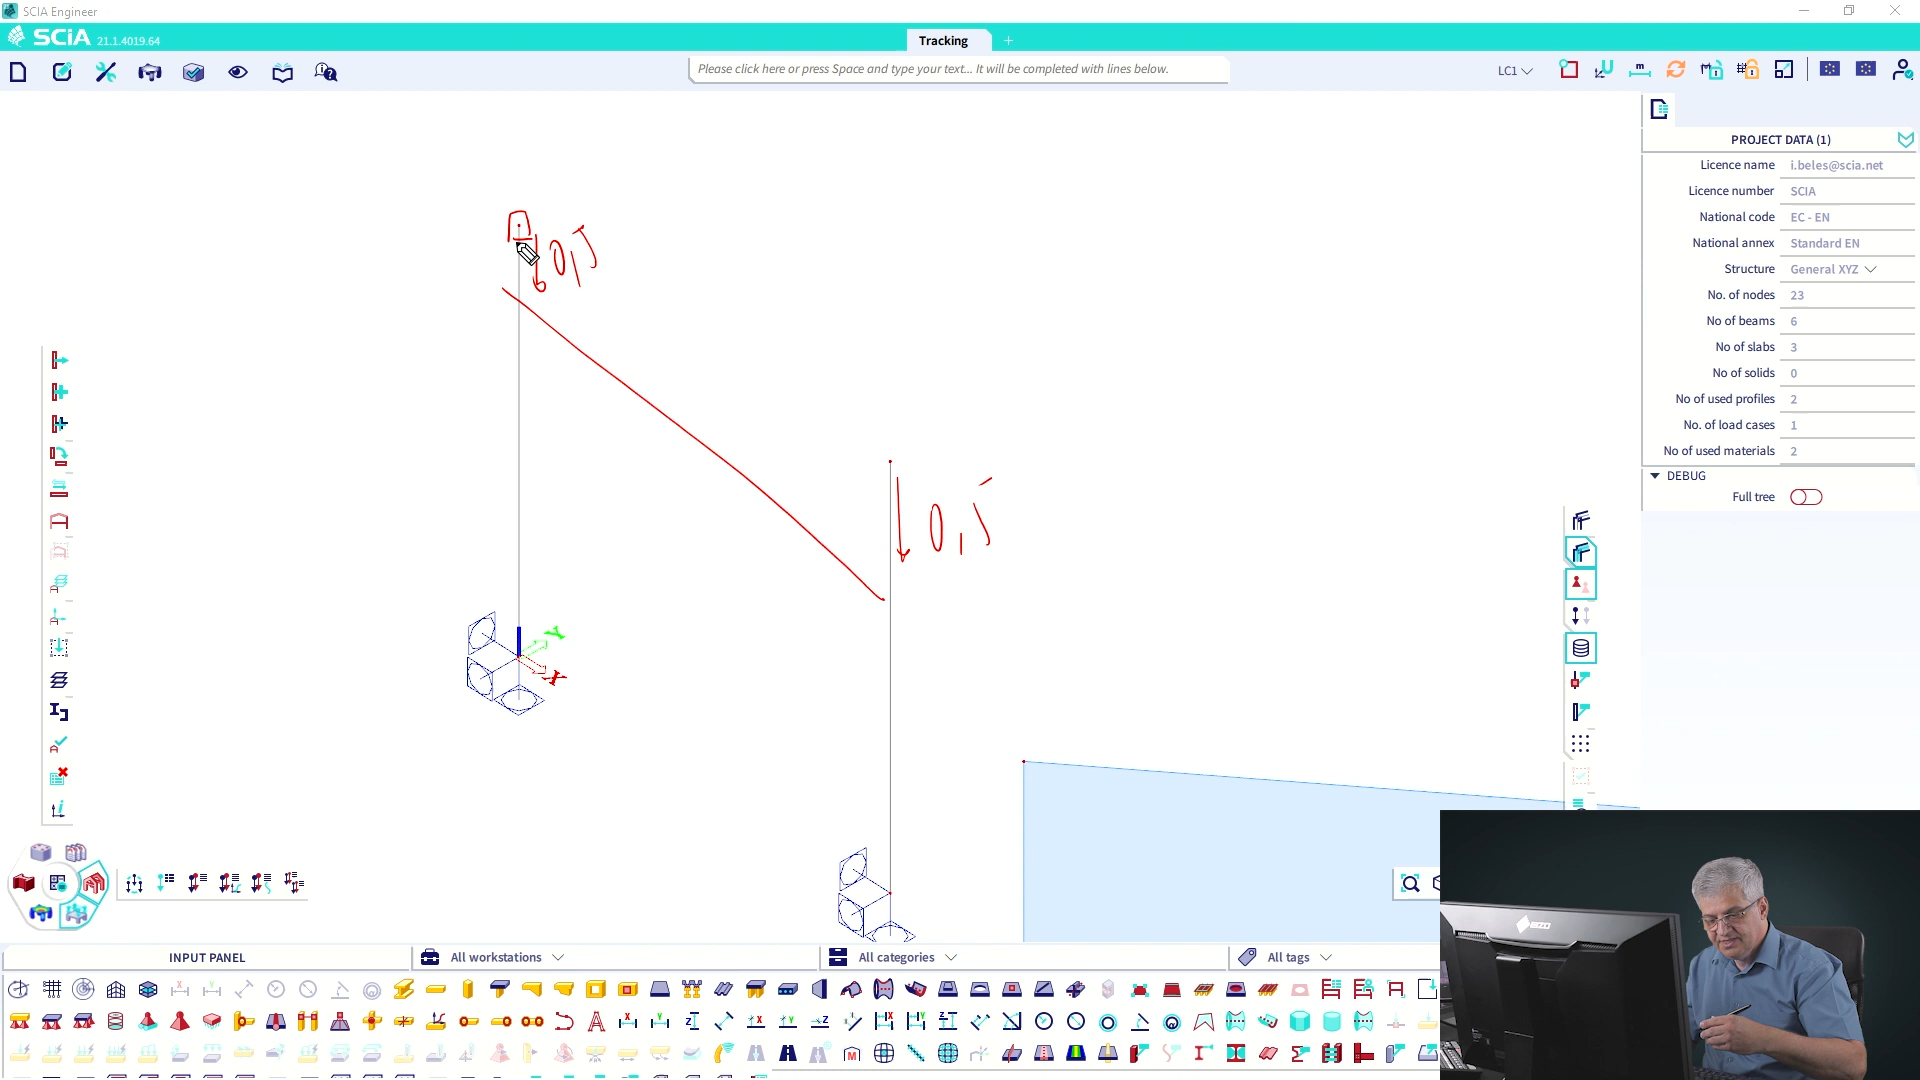 SCIA Engineer
SCiA 21.1.4019.64
Tracking +
Please click here or press Space and type your text... It will be completed with lines below.
LC1
PROJECT DATA (1)
Licence name i.beles@scia.net
Licence number SCIA
National code EC - EN
National annex Standard EN
Structure General XYZ
No. of nodes 23
No of beams 6
No of slabs 3
No of solids 0
No of used profiles 2
No. of load cases 1
No of used materials 2
DEBUG
Full tree
0,5
0,5
Y
X
INPUT PANEL
All workstations
All categories
All tags
EIZO